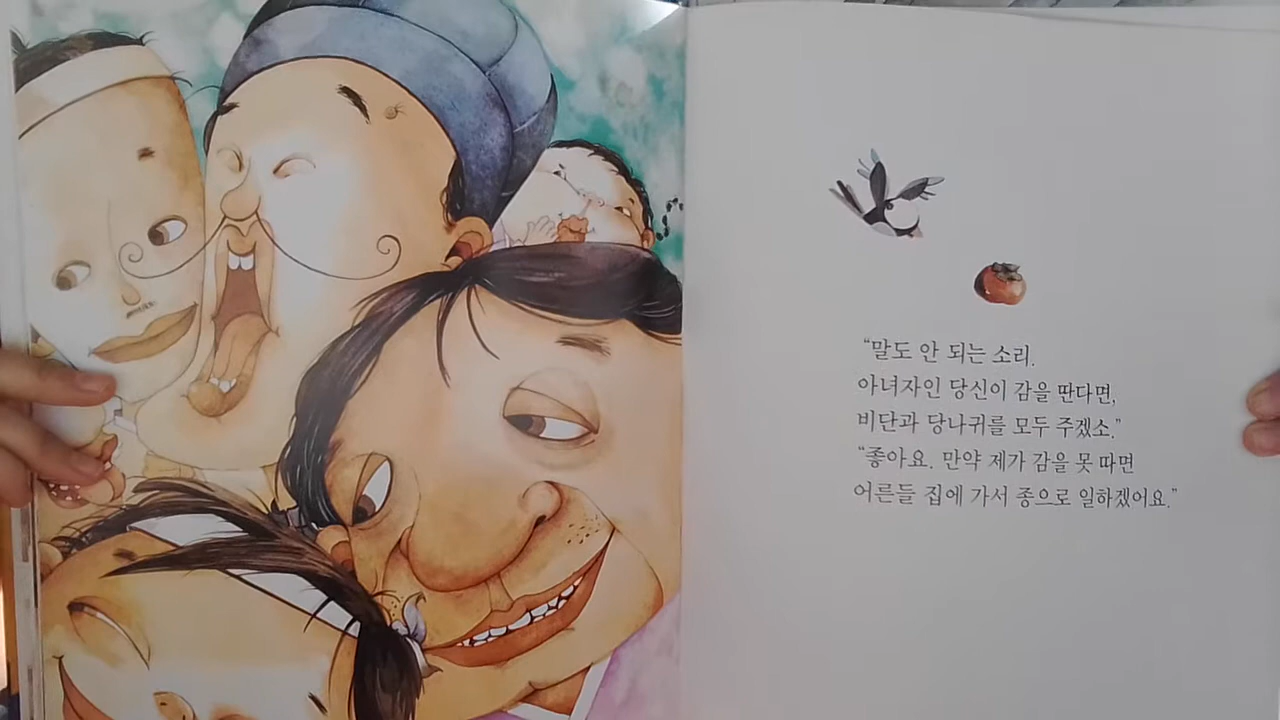 “말도 안 되는 소리.
아녀자인 당신이 감을 딴다면,
비단과 당나귀를 모두 주겠소.”
“좋아요. 만약 제가 감을 못 따면
어른들 집에 가서 종으로 일하겠어요.”